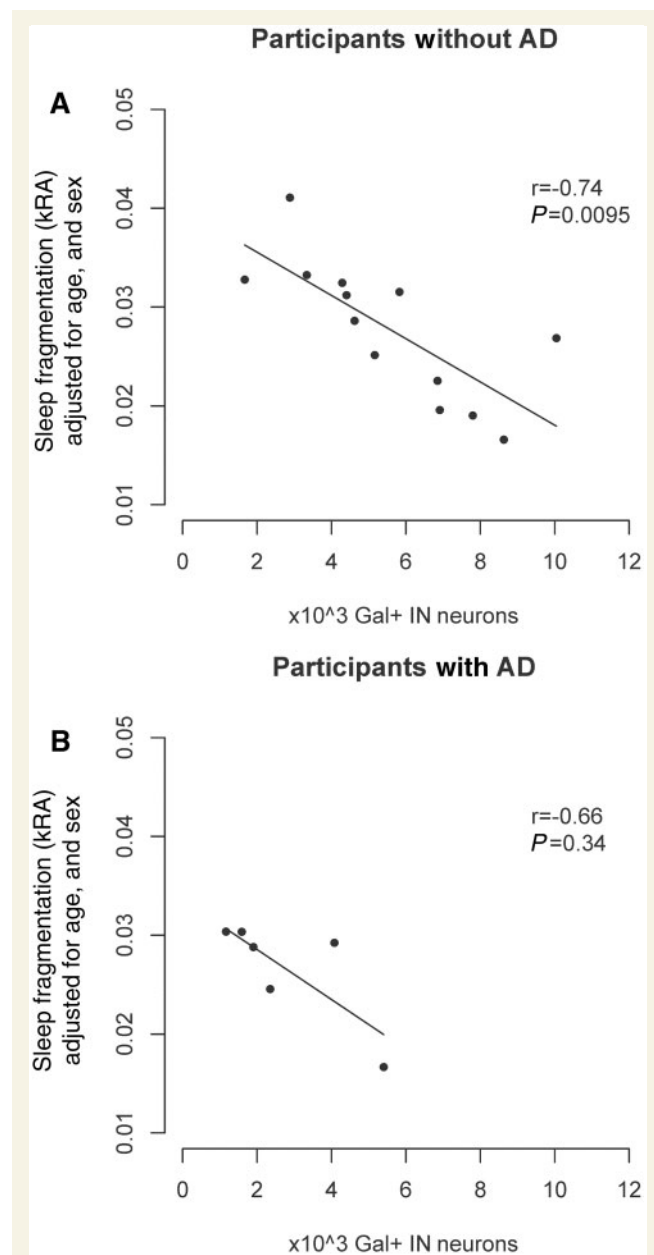 Participants without AD
A
Sleep fragmentation (kRA)
adjusted for age, and sex
0.05
0.04
0.03
0.02
0.01
r=-0.74
P=0.0095
0 2 4 6 8 10 12
x10^3 Gal+ IN neurons
Participants with AD
B
Sleep fragmentation (kRA)
adjusted for age, and sex
0.05
0.04
0.03
0.02
0.01
r=-0.66
P=0.34
0 2 4 6 8 10 12
x10^3 Gal+ IN neurons